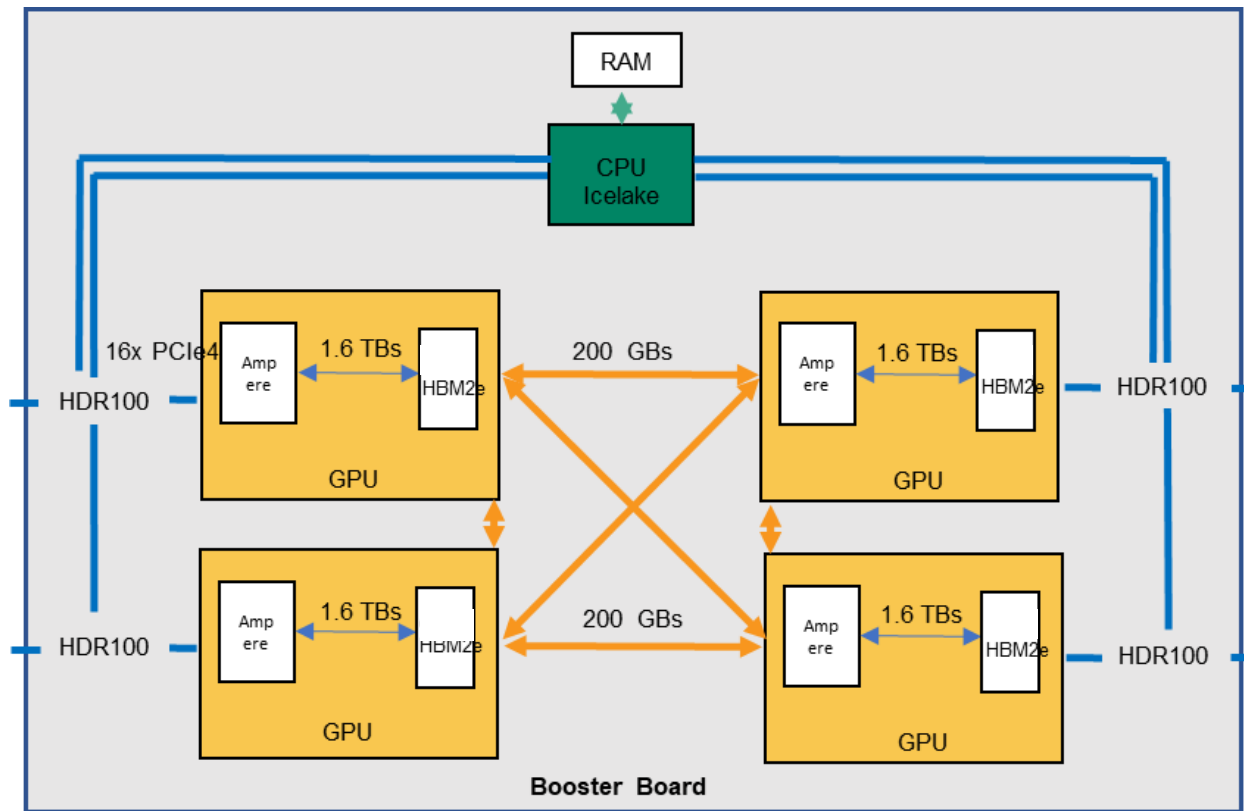 RAM
CPU
Icelake
16x PCIe4
Amp
ere
1.6 TBs
HBM2e
GPU
200 GBs
Amp
ere
1.6 TBs
HBM2e
GPU
HDR100
HDR100
Amp
ere
1.6 TBs
HBM2e
GPU
200 GBs
Amp
ere
1.6 TBs
HBM2e
GPU
HDR100
HDR100
Booster Board